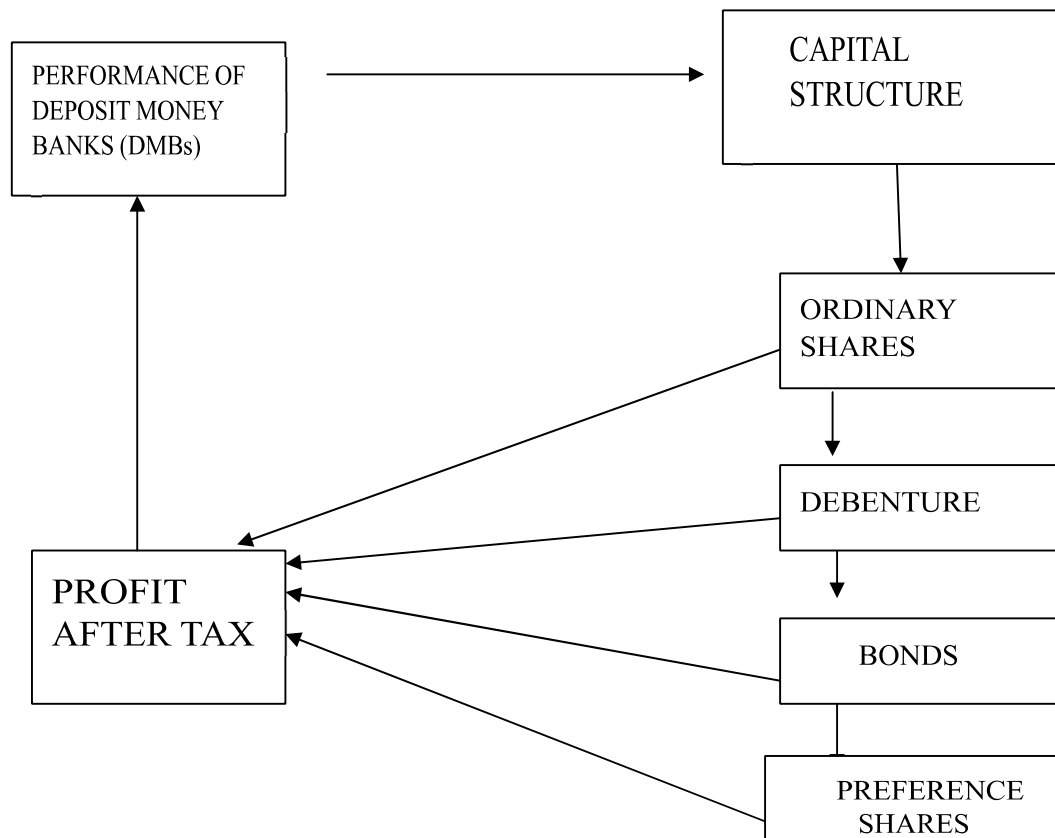 PERFORMANCE OF
DEPOSIT MONEY
BANKS (DMBs)
CAPITAL
STRUCTURE
ORDINARY
SHARES
DEBENTURE
PROFIT
AFTER TAX
BONDS
PREFERENCE
SHARES